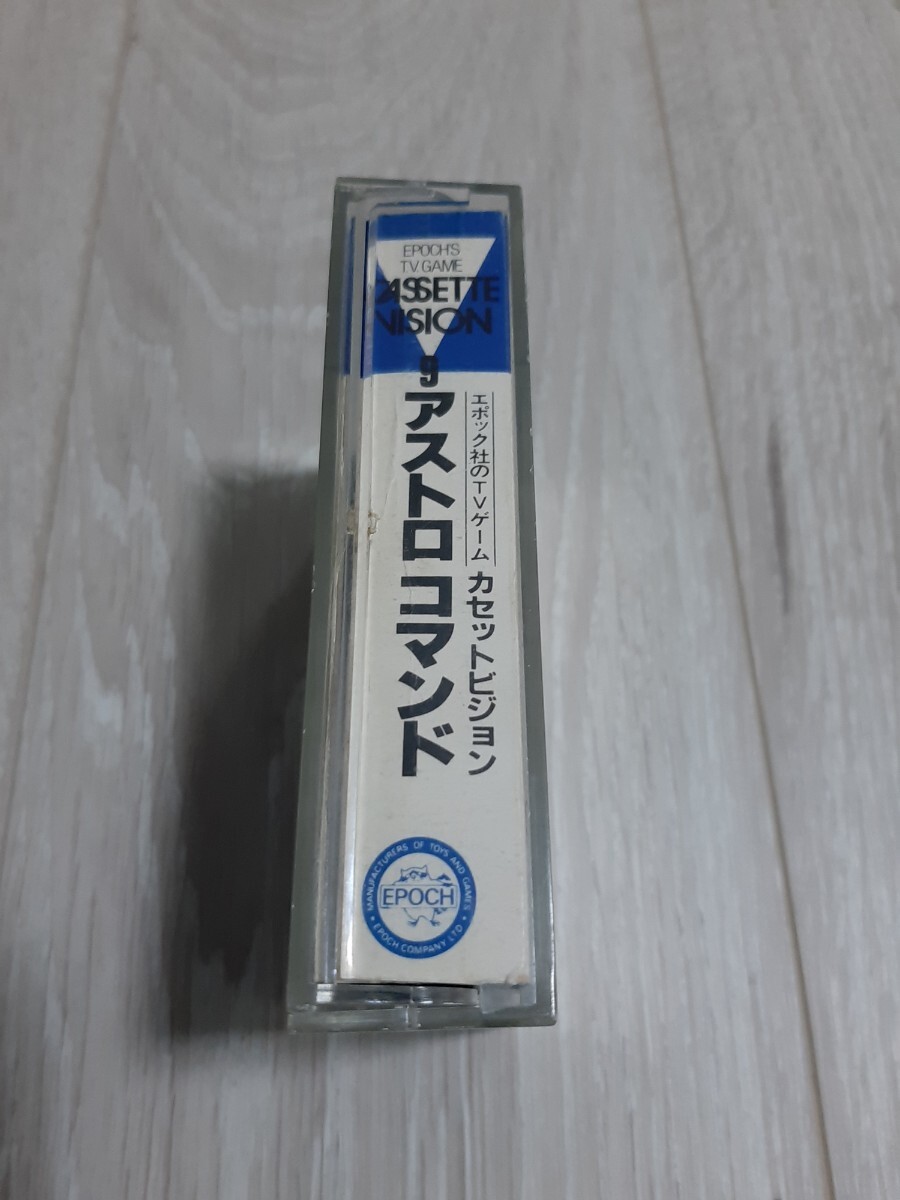 EPOCH'S
TV.GAME
CASSETTE
VISION
9 アストロ コマンド
エポック社のTVゲーム カセットビジョン
MANUFACTURERS OF TOYS AND GAMES
EPOCH
EPOCH COMPANY, LTD